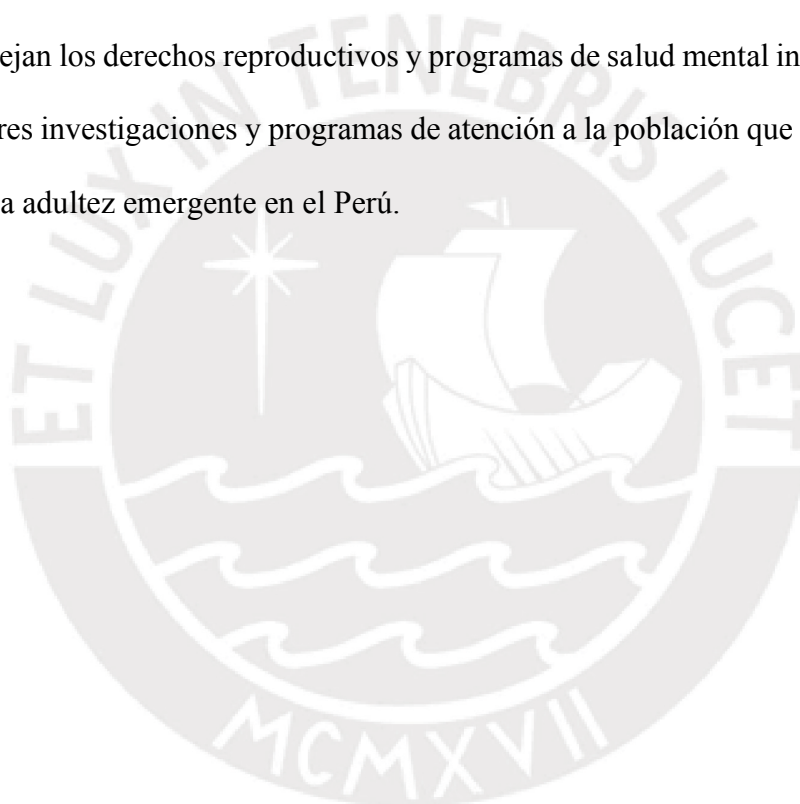 ejan los derechos reproductivos y programas de salud mental in
res investigaciones y programas de atención a la población que
a adultez emergente en el Perú.
ET LUX IN TENEBRIS LUCET
MCMXVII